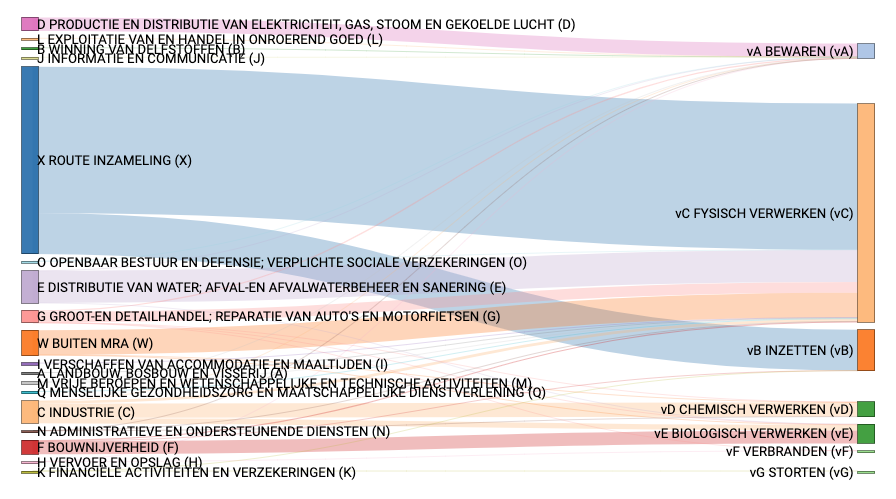 D PRODUCTIE EN DISTRIBUTIE VAN ELEKTRICITEIT, GAS, STOOM EN GEKOELDE LUCHT (D)
L EXPLOITATIE VAN EN HANDEL IN ONROEREND GOED (L)
B WINNING VAN DELFSTOFFEN (B)
vA BEWAREN (vA)
J INFORMATIE EN COMMUNICATIE (J)
X ROUTE INZAMELING (X)
vC FYSISCH VERWERKEN (vC)
O OPENBAAR BESTUUR EN DEFENSIE; VERPLICHTE SOCIALE VERZEKERINGEN (O)
E DISTRIBUTIE VAN WATER; AFVAL-EN AFVALWATERBEHEER EN SANERING (E)
G GROOT-EN DETAILHANDEL; REPARATIE VAN AUTO'S EN MOTORFIETSEN (G)
W BUITEN MRA (W)
vB INZETTEN (vB)
I VERSCHAFFEN VAN ACCOMMODATIE EN MAALTIJDEN (I)
A LANDBOUW, BOSBOUW EN VISSERIJ (A)
M VRIJE BEROEPEN EN WETENSCHAPPELIJKE EN TECHNISCHE ACTIVITEITEN (M)
Q MENSELIJKE GEZONDHEIDSZORG EN MAATSCHAPPELIJKE DIENSTVERLENING (Q)
C INDUSTRIE (C)
vD CHEMISCH VERWERKEN (vD)
N ADMINISTRATIEVE EN ONDERSTEUNENDE DIENSTEN (N)
vE BIOLOGISCH VERWERKEN (vE)
F BOUWNIJVERHEID (F)
vF VERBRANDEN (vF)
H VERVOER EN OPSLAG (H)
K FINANCIËLE ACTIVITEITEN EN VERZEKERINGEN (K)
vG STORTEN (vG)